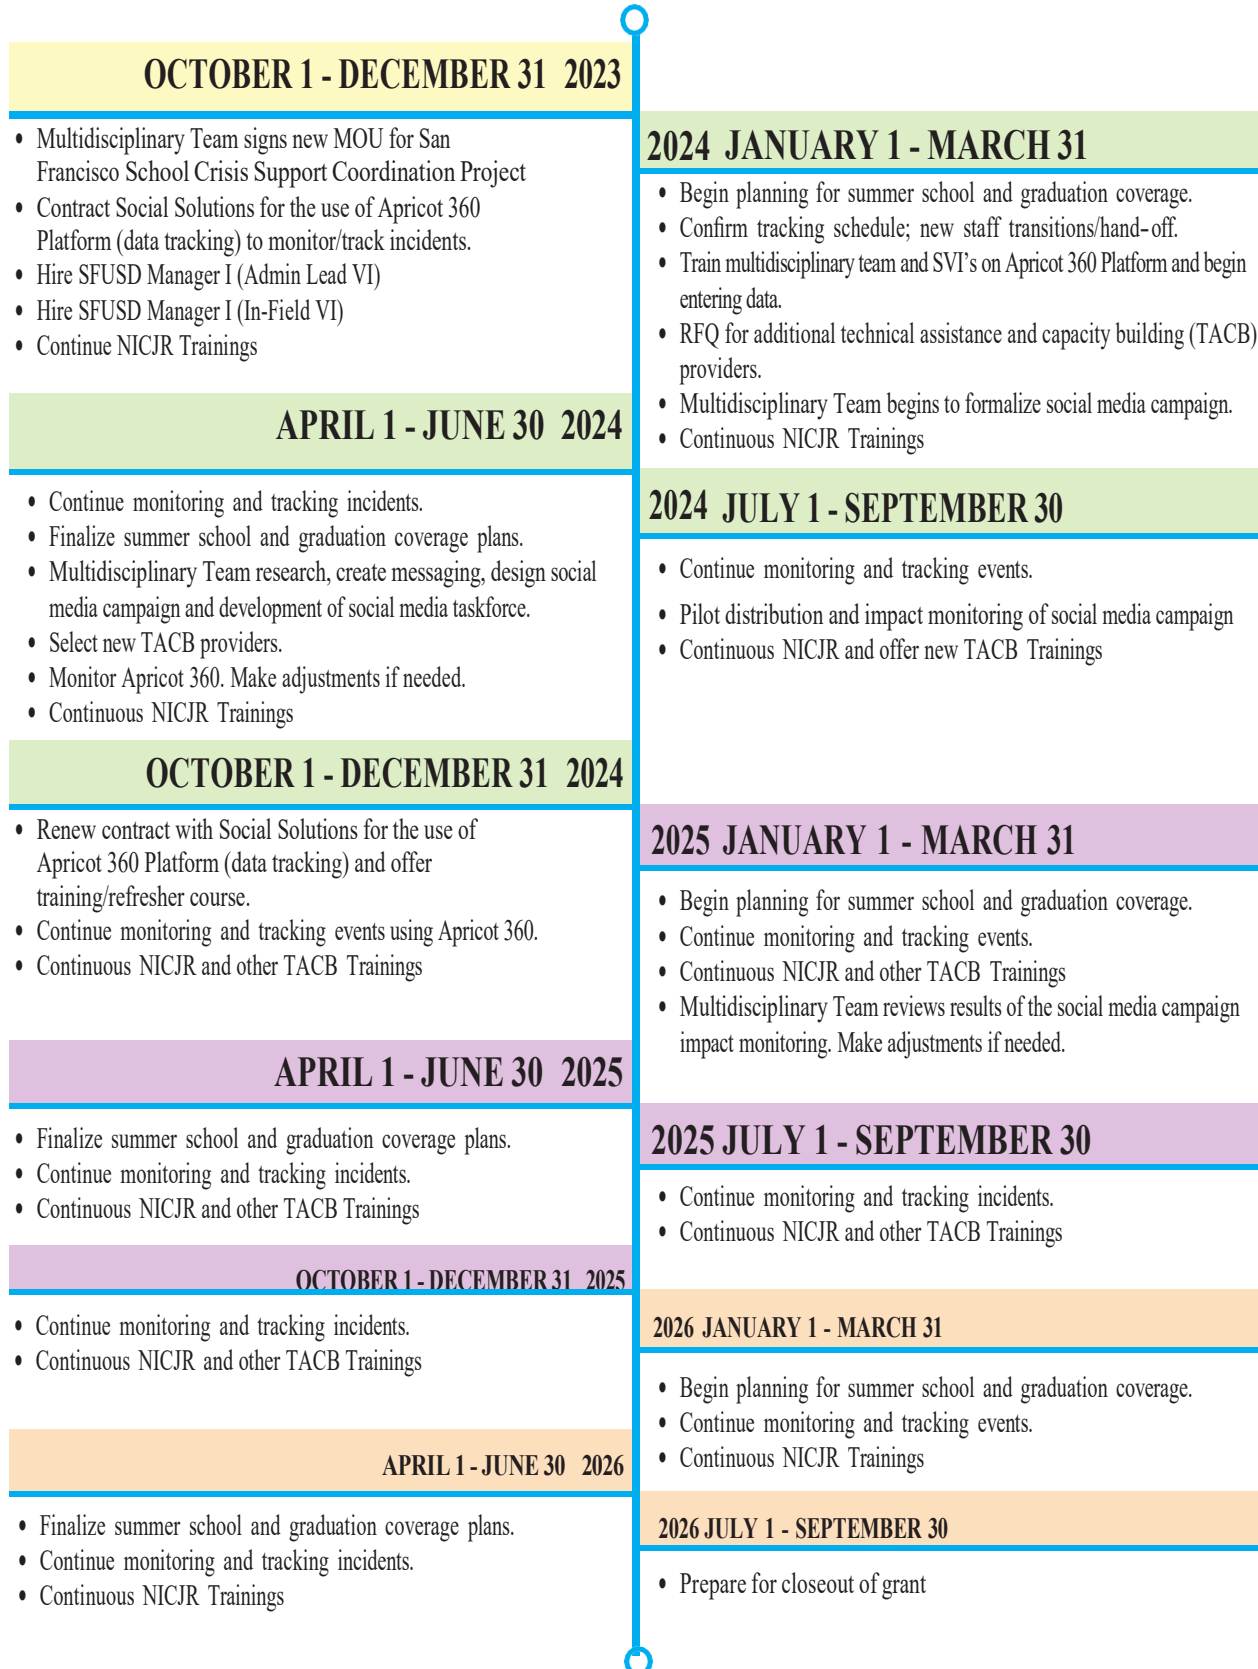 OCTOBER 1 - DECEMBER 31 2023
• Multidisciplinary Team signs new MOU for San
Francisco School Crisis Support Coordination Project
• Contract Social Solutions for the use of Apricot 360
Platform (data tracking) to monitor/track incidents.
• Hire SFUSD Manager I (Admin Lead VI)
• Hire SFUSD Manager I (In-Field VI)
• Continue NICJR Trainings
2024 JANUARY 1 - MARCH 31
• Begin planning for summer school and graduation coverage.
• Confirm tracking schedule; new staff transitions/hand-off.
• Train multidisciplinary team and SVI's on Apricot 360 Platform and begin
entering data.
• RFQ for additional technical assistance and capacity building (TACB)
providers.
• Multidisciplinary Team begins to formalize social media campaign.
• Continuous NICJR Trainings
APRIL 1 - JUNE 30 2024
• Continue monitoring and tracking incidents.
• Finalize summer school and graduation coverage plans.
• Multidisciplinary Team research, create messaging, design social
media campaign and development of social media taskforce.
• Select new TACB providers.
• Monitor Apricot 360. Make adjustments if needed.
• Continuous NICJR Trainings
2024 JULY 1 - SEPTEMBER 30
• Continue monitoring and tracking events.
• Pilot distribution and impact monitoring of social media campaign
• Continuous NICJR and offer new TACB Trainings
OCTOBER 1 - DECEMBER 31 2024
• Renew contract with Social Solutions for the use of
Apricot 360 Platform (data tracking) and offer
training/refresher course.
• Continue monitoring and tracking events using Apricot 360.
• Continuous NICJR and other TACB Trainings
2025 JANUARY 1 - MARCH 31
• Begin planning for summer school and graduation coverage.
• Continue monitoring and tracking events.
• Continuous NICJR and other TACB Trainings
• Multidisciplinary Team reviews results of the social media campaign
impact monitoring. Make adjustments if needed.
APRIL 1 - JUNE 30 2025
• Finalize summer school and graduation coverage plans.
• Continue monitoring and tracking incidents.
• Continuous NICJR and other TACB Trainings
2025 JULY 1 - SEPTEMBER 30
• Continue monitoring and tracking incidents.
• Continuous NICJR and other TACB Trainings
OCTOBER 1 - DECEMBER 31 2025
• Continue monitoring and tracking incidents.
• Continuous NICJR and other TACB Trainings
2026 JANUARY 1 - MARCH 31
• Begin planning for summer school and graduation coverage.
• Continue monitoring and tracking events.
• Continuous NICJR Trainings
APRIL 1 - JUNE 30 2026
• Finalize summer school and graduation coverage plans.
• Continue monitoring and tracking incidents.
• Continuous NICJR Trainings
2026 JULY 1 - SEPTEMBER 30
• Prepare for closeout of grant